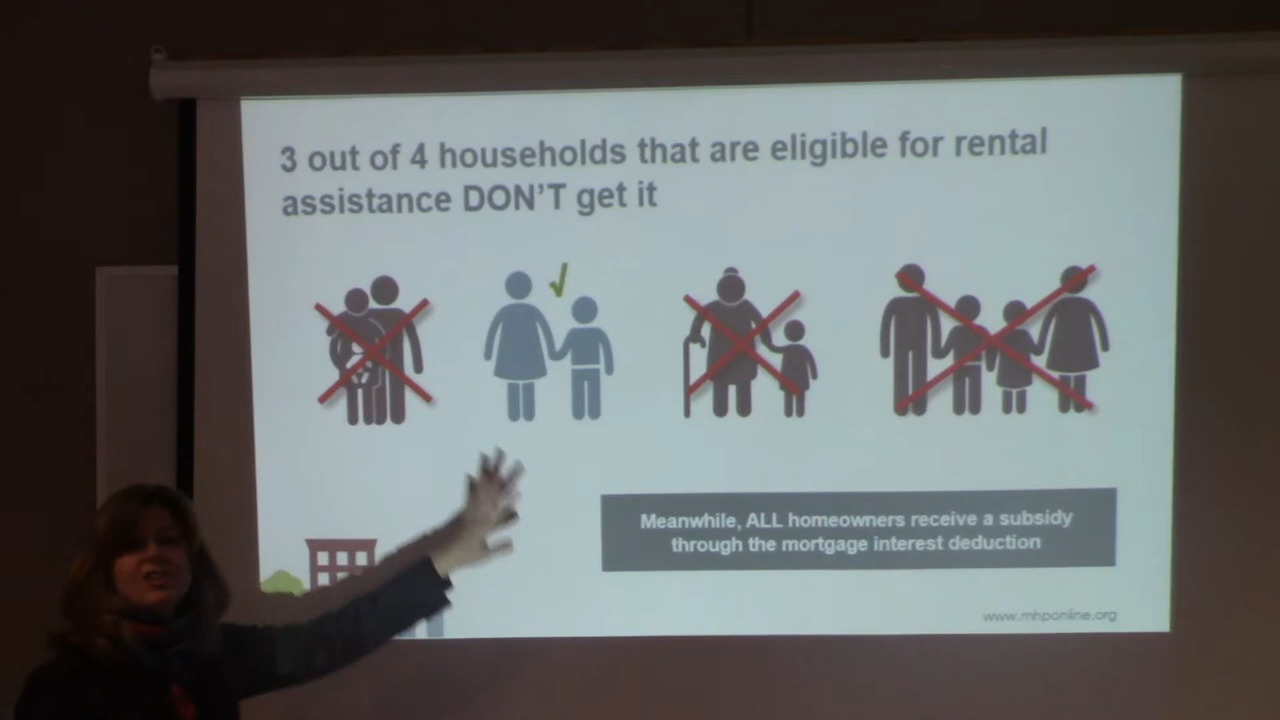 3 out of 4 households that are eligible for rental
assistance DON'T get it
Meanwhile, ALL homeowners receive a subsidy
through the mortgage interest deduction
www.mhponline.org